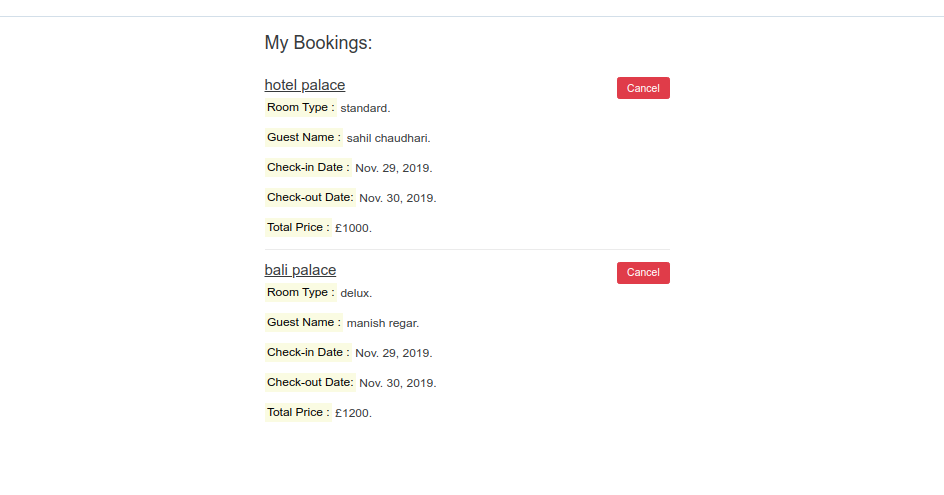 My Bookings:
hotel palace
Cancel
Room Type : standard.
Guest Name : sahil chaudhari.
Check-in Date : Nov. 29, 2019.
Check-out Date: Nov. 30, 2019.
Total Price : £1000.
bali palace
Cancel
Room Type : delux.
Guest Name : manish regar.
Check-in Date : Nov. 29, 2019.
Check-out Date: Nov. 30, 2019.
Total Price : £1200.